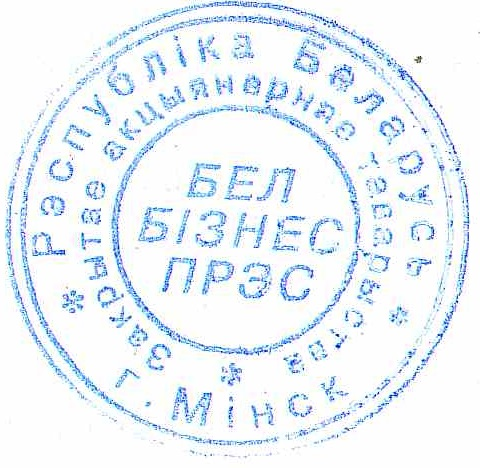 Рэспубліка Беларусь
Закрытае акцыянернае таварыства
БЕЛ
БІЗНЕС
ПРЭС
г. Мінск